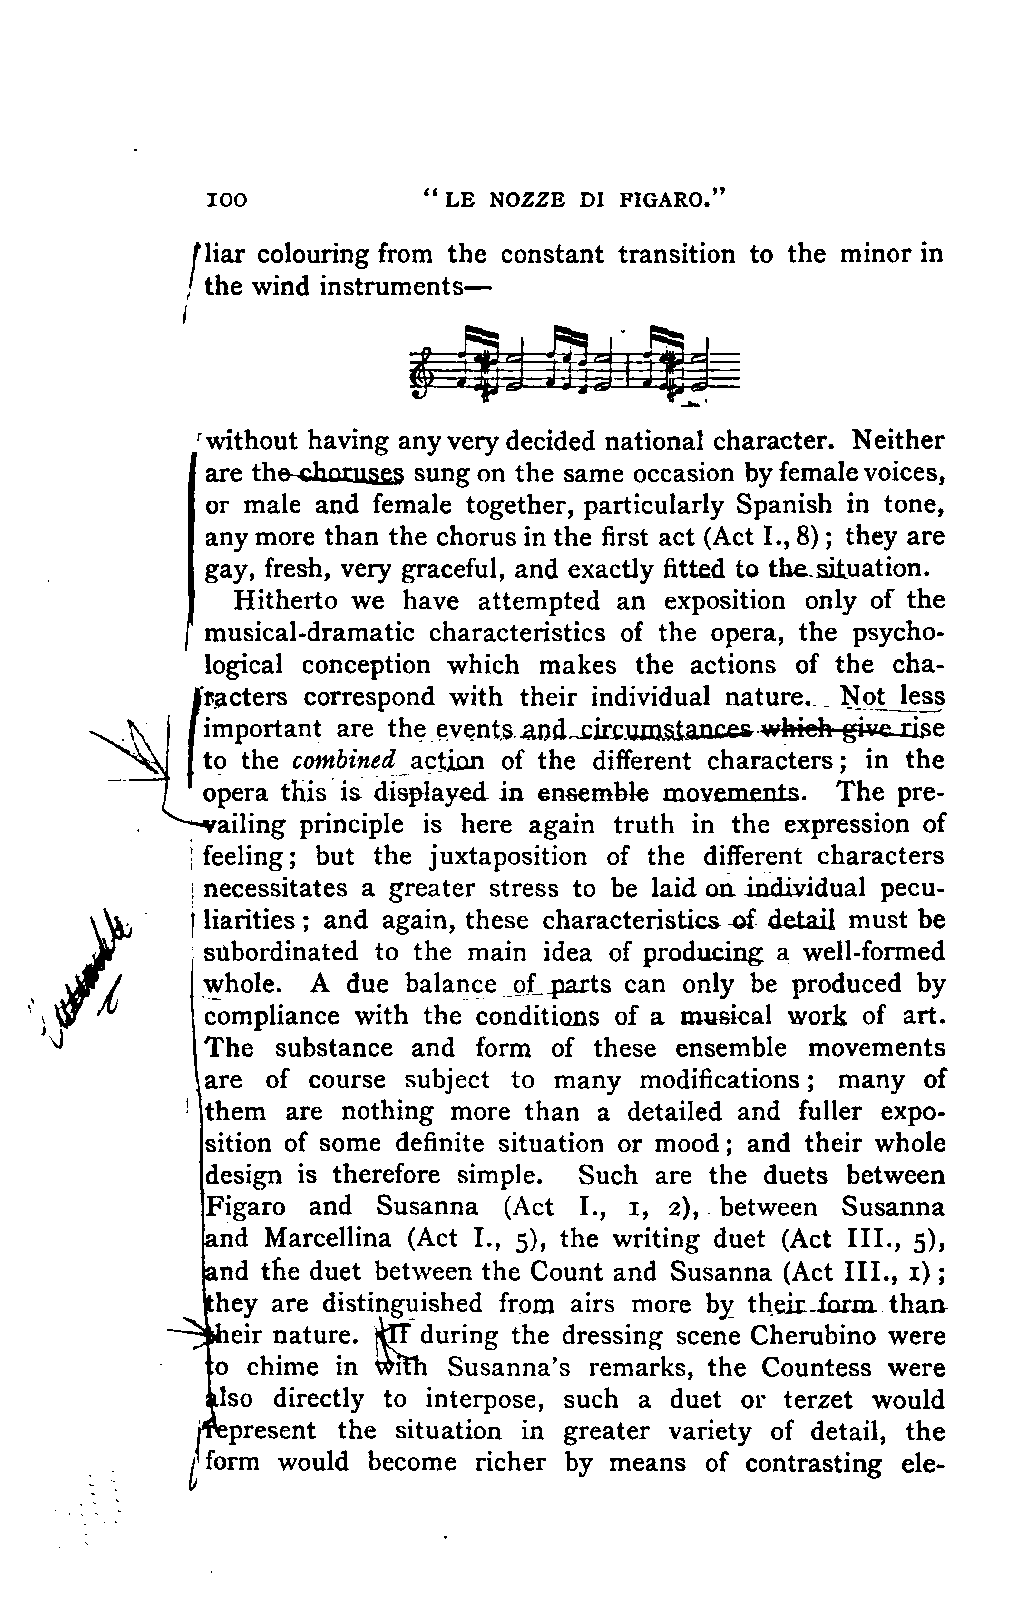 100 “ LE NOZZE DI FIGARO.”
liar colouring from the constant transition to the minor in
the wind instruments—
without having any very decided national character. Neither
are the choruses sung on the same occasion by female voices,
or male and female together, particularly Spanish in tone,
any more than the chorus in the first act (Act I., 8) ; they are
gay, fresh, very graceful, and exactly fitted to the situation.
Hitherto we have attempted an exposition only of the
musical-dramatic characteristics of the opera, the psycho-
logical conception which makes the actions of the cha-
racters correspond with their individual nature. Not less
important are the events and circumstances which give rise
to the combined action of the different characters ; in the
opera this is displayed in ensemble movements. The pre-
vailing principle is here again truth in the expression of
feeling ; but the juxtaposition of the different characters
necessitates a greater stress to be laid on individual pecu-
liarities ; and again, these characteristics of detail must be
subordinated to the main idea of producing a well-formed
whole. A due balance of parts can only be produced by
compliance with the conditions of a musical work of art.
The substance and form of these ensemble movements
are of course subject to many modifications ; many of
them are nothing more than a detailed and fuller expo-
sition of some definite situation or mood ; and their whole
design is therefore simple. Such are the duets between
Figaro and Susanna (Act I., 1, 2), between Susanna
and Marcellina (Act I., 5), the writing duet (Act III., 5),
and the duet between the Count and Susanna (Act III., 1) ;
they are distinguished from airs more by their form than
their nature. If during the dressing scene Cherubino were
to chime in with Susanna’s remarks, the Countess were
also directly to interpose, such a duet or terzet would
represent the situation in greater variety of detail, the
form would become richer by means of contrasting ele-